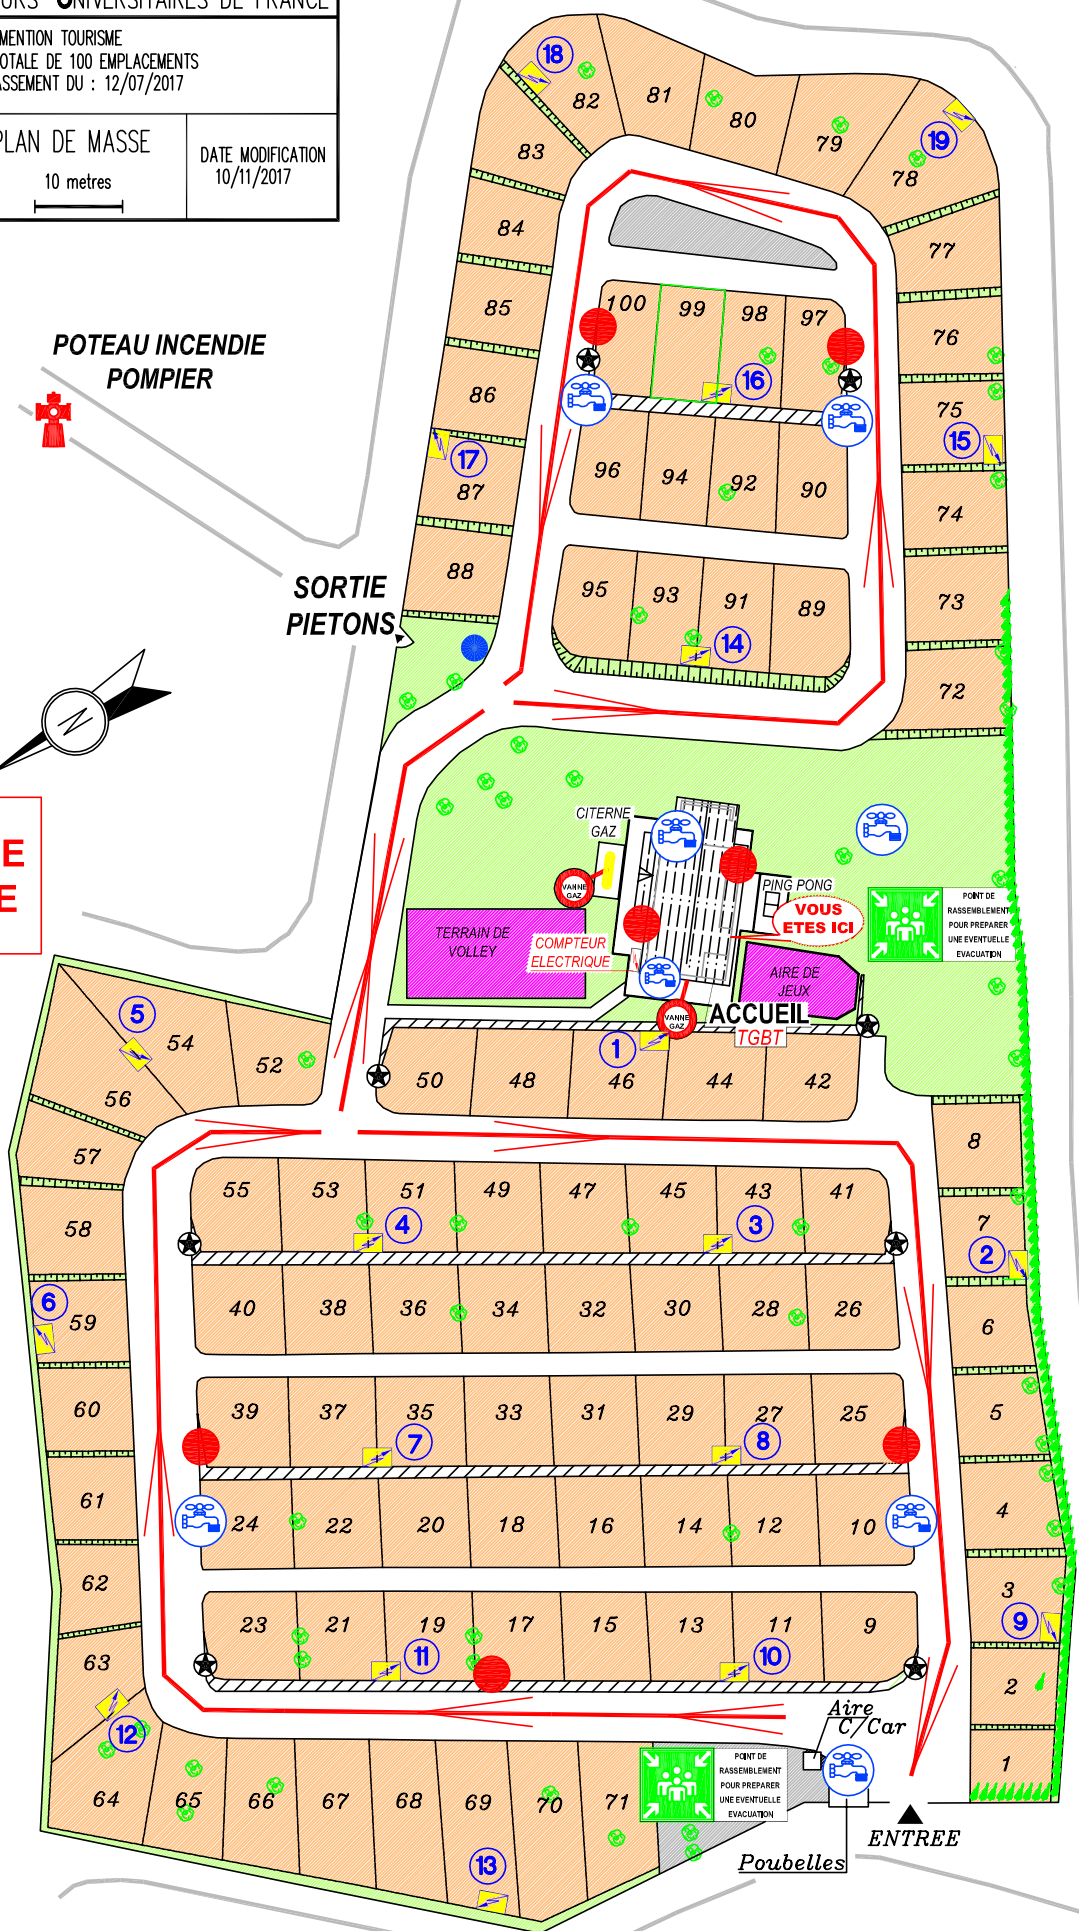 UNIVERSITAIRES DE FRANCE
MENTION TOURISME
OTALE DE 100 EMPLACEMENTS
ASSEMENT DU : 12/07/2017
PLAN DE MASSE
10 metres
DATE MODIFICATION
10/11/2017
POTEAU INCENDIE
POMPIER
SORTIE
PIETONS
N
E
E
18
82
81
80
79
19
78
83
84
77
85
76
100
99
98
97
16
86
75
15
17
87
96
94
92
90
74
88
95
93
91
89
14
73
72
CITERNE
GAZ
VANNE
GAZ
PING PONG
VOUS
ETES ICI
POINT DE
RASSEMBLEMENT
POUR PREPARER
UNE EVENTUELLE
EVACUATION
TERRAIN DE
VOLLEY
COMPTEUR
ELECTRIQUE
AIRE DE
JEUX
VANNE
GAZ
ACCUEIL
TGBT
5
54
52
56
1
50
48
46
44
42
57
8
55
53
51
49
47
45
43
41
4
3
58
7
2
40
38
36
34
32
30
28
26
6
59
6
60
39
37
35
33
31
29
27
25
5
7
8
61
24
22
20
18
16
14
12
10
4
62
3
9
23
21
19
17
15
13
11
9
11
10
63
2
12
Aire
C/Car
1
64
65
66
67
68
69
70
71
POINT DE
RASSEMBLEMENT
POUR PREPARER
UNE EVENTUELLE
EVACUATION
ENTREE
Poubelles
13